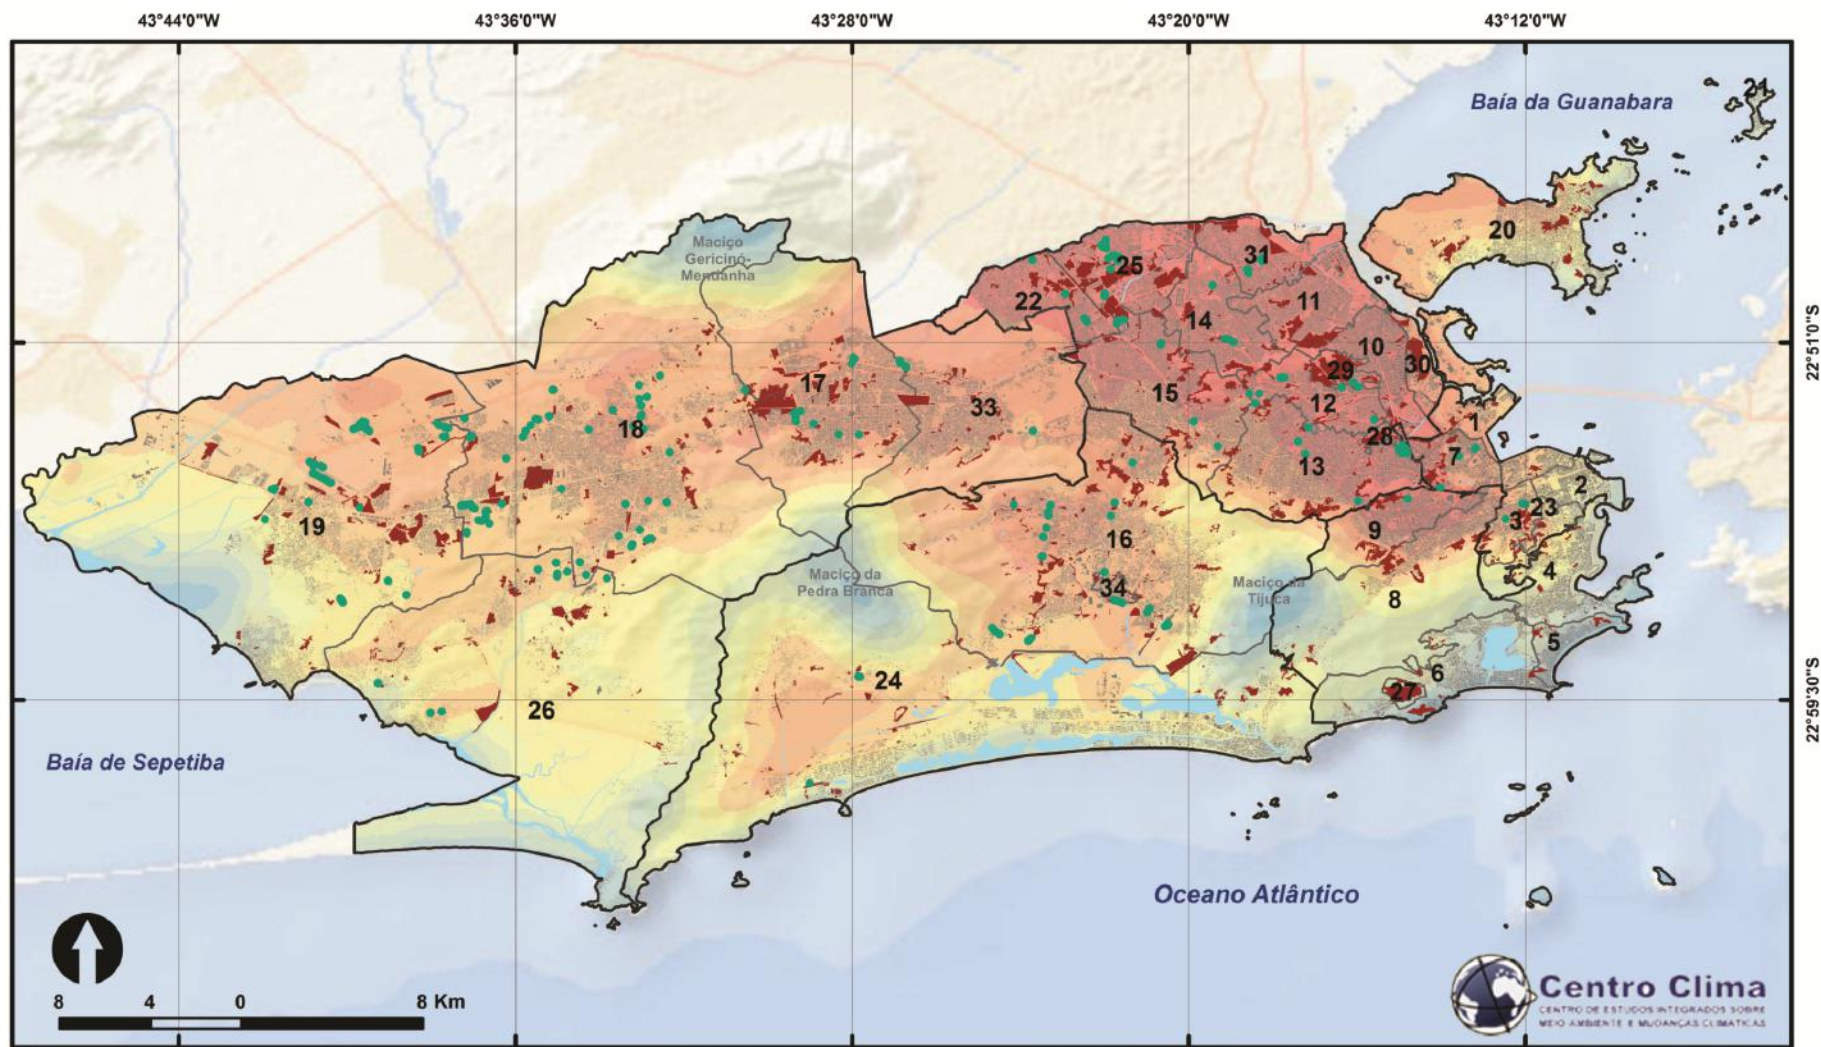 43°44'0"W
43°36'0"W
43°28'0"W
43°20'0"W
43°12'0"W
21
Baía da Guanabara
20
Maciço
Gericinó-
Mendanha
31
25
22
11
14
22°51'0"S
10
30
29
17
15
12
33
1
18
28
7
13
2
23
3
19
9
16
4
Maciço da
Pedra Branca
34
Maciço da
Tijuca
8
5
6
24
27
26
22°59'30"S
Baía de Sepetiba
Oceano Atlântico
8 4 0 8 Km
Centro Clima
CENTRO DE ESTUDOS INTEGRADOS SOBRE
MEIO AMBIENTE E MUDANÇAS CLIMÁTICAS